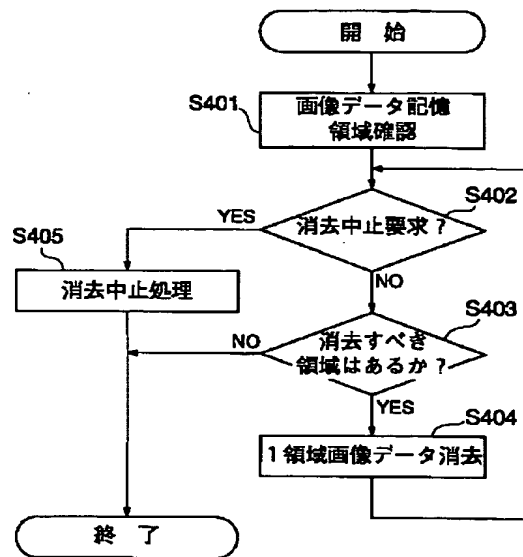 開 始
S401
画像データ記憶
領域確認
S402
消去中止要求?
YES
NO
S405
消去中止処理
S403
消去すべき
領域はあるか?
NO
YES
S404
1領域画像データ消去
終 了